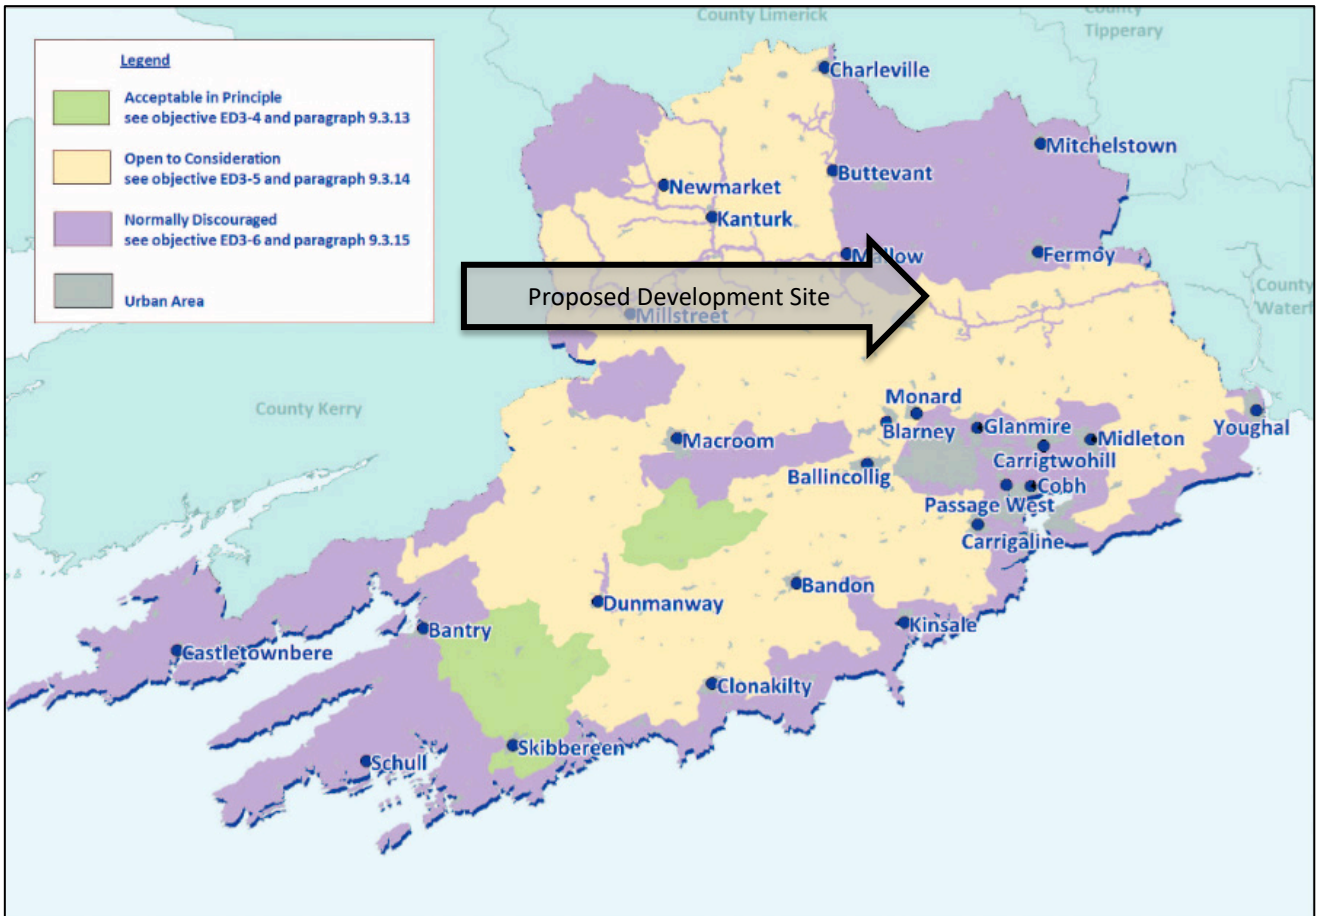 County Limerick
County
Tipperary
Legend
Acceptable in Principle
see objective ED3-4 and paragraph 9.3.13
Open to Consideration
see objective ED3-5 and paragraph 9.3.14
Normally Discouraged
see objective ED3-6 and paragraph 9.3.15
Urban Area
Charleville
Mitchelstown
Buttevant
Newmarket
Kanturk
Mallow
Fermoy
Proposed Development Site
Millstreet
County
Waterf
County Kerry
Monard
Blarney
Glanmire
Youghal
Macroom
Midleton
Carrigtwohill
Ballincollig
Cobh
Passage West
Carrigaline
Bandon
Dunmanway
Kinsale
Bantry
Castletownbere
Clonakilty
Skibbereen
Schull